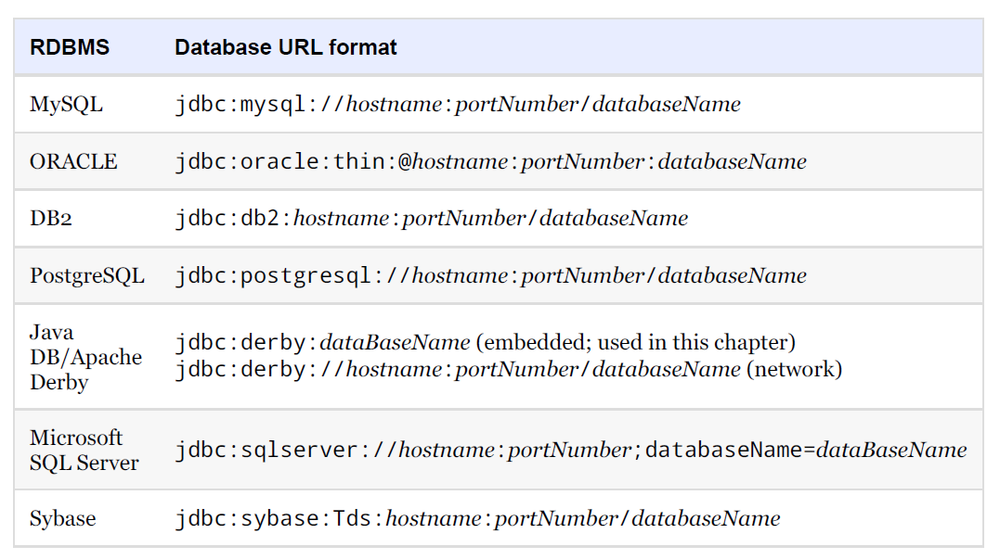 RDBMS Database URL format
MySQL jdbc:mysql://hostname:portNumber/databaseName
ORACLE jdbc:oracle:thin:@hostname:portNumber:databaseName
DB2 jdbc:db2:hostname:portNumber/databaseName
PostgreSQL jdbc:postgresql://hostname:portNumber/databaseName
Java
DB/Apache
Derby
jdbc:derby:dataBaseName (embedded; used in this chapter)
jdbc:derby://hostname:portNumber/databaseName (network)
Microsoft
SQL Server
jdbc:sqlserver://hostname:portNumber;databaseName=dataBaseName
Sybase jdbc:sybase:Tds:hostname:portNumber/databaseName